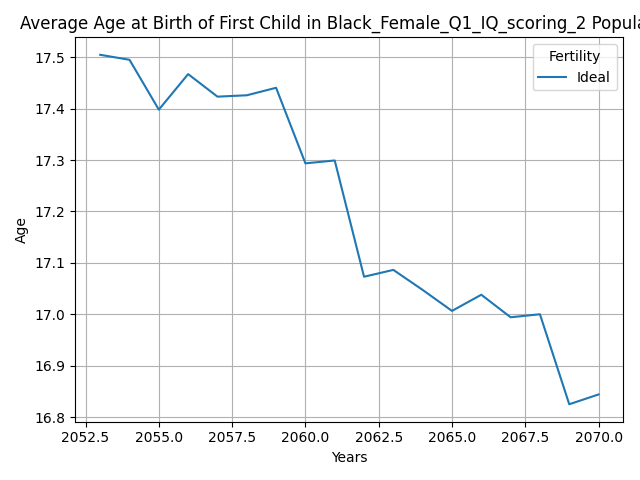 Average Age at Birth of First Child in Black_Female_Q1_IQ_scoring_2 Popula
17.5
17.4
17.3
17.2
17.1
17.0
16.9
16.8
Age
Fertility
Ideal
2052.5 2055.0 2057.5 2060.0 2062.5 2065.0 2067.5 2070.0
Years